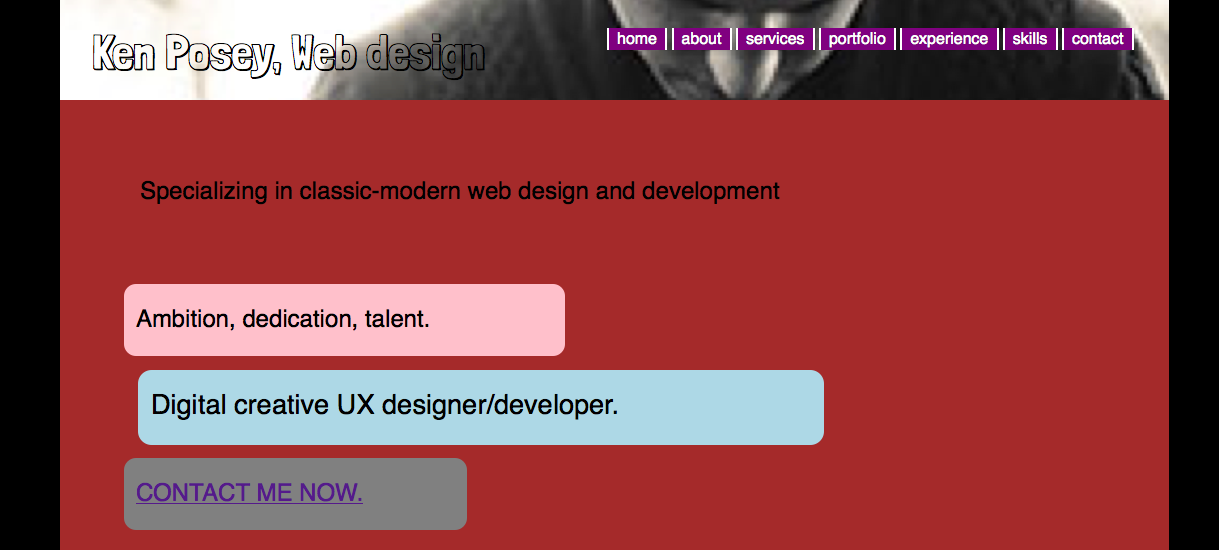 Ken Posey, Web design
home about services portfolio experience skills contact
Specializing in classic-modern web design and development
Ambition, dedication, talent.
Digital creative UX designer/developer.
CONTACT ME NOW.